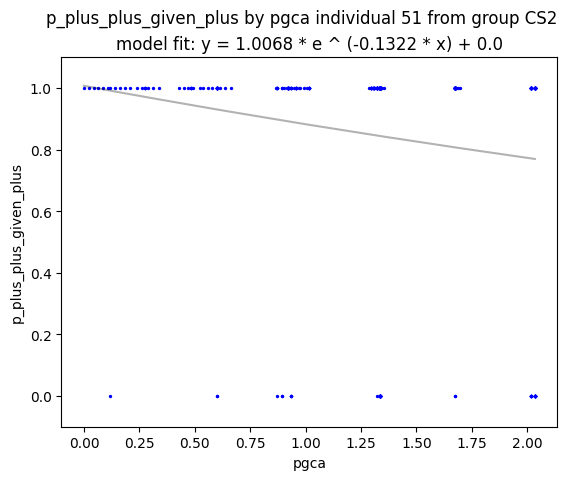 p_plus_plus_given_plus by pgca individual 51 from group CS2
model fit: y = 1.0068 * e ^ (-0.1322 * x) + 0.0
p_plus_plus_given_plus
1.0
0.8
0.6
0.4
0.2
0.0
0.00 0.25 0.50 0.75 1.00 1.25 1.50 1.75 2.00
pgca